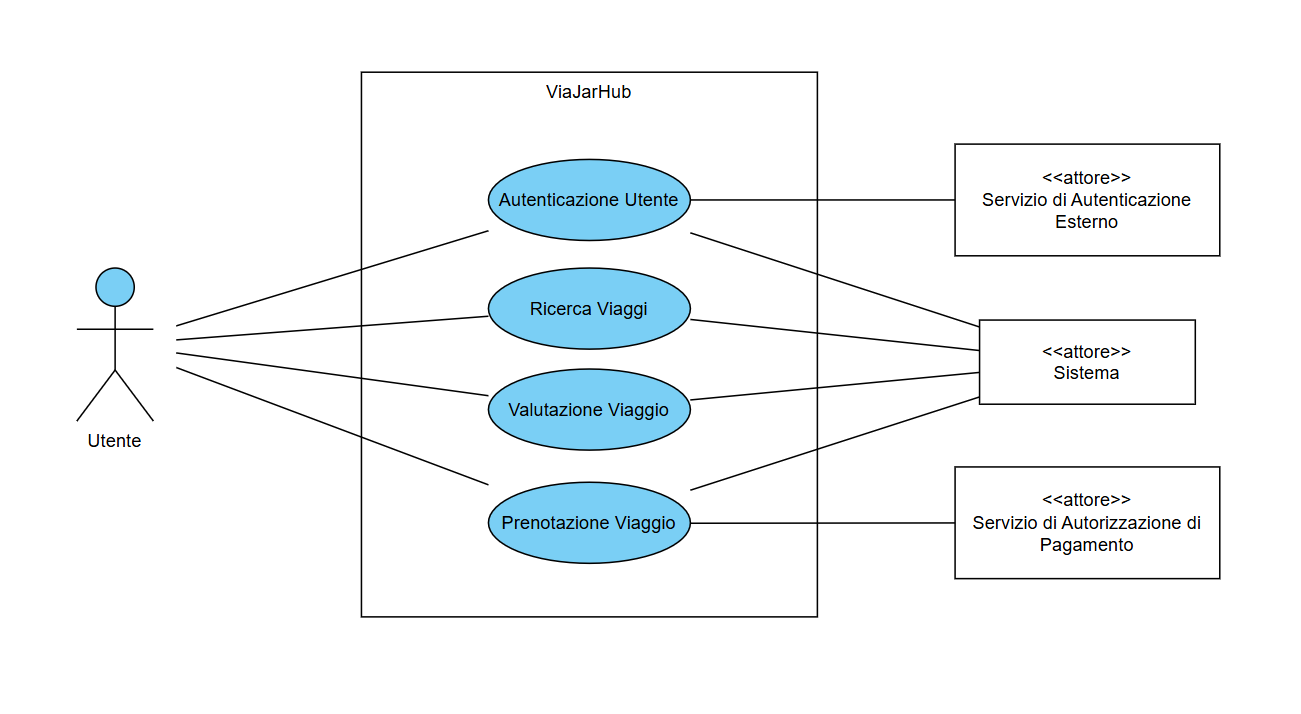 ViaJarHub
Autenticazione Utente
Ricerca Viaggi
Valutazione Viaggio
Prenotazione Viaggio
Utente
<<attore>>
Servizio di Autenticazione
Esterno
<<attore>>
Sistema
<<attore>>
Servizio di Autorizzazione di
Pagamento